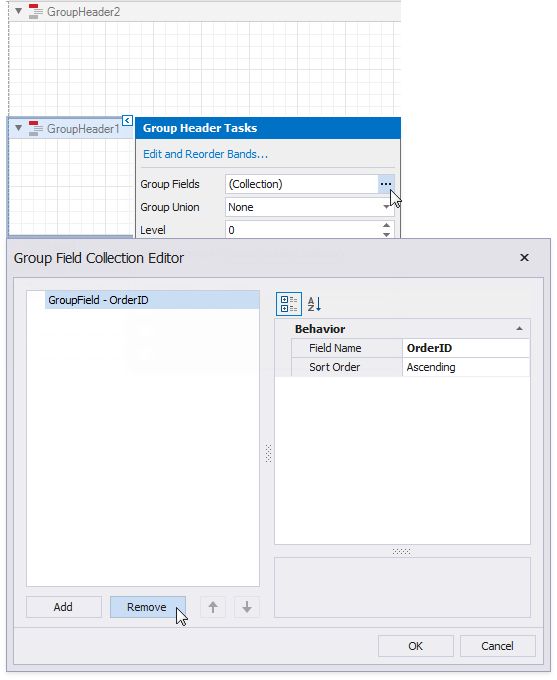 GroupHeader2
GroupHeader1
Group Header Tasks
Edit and Reorder Bands...
Group Fields (Collection)
Group Union None
Level 0
Group Field Collection Editor
GroupField - OrderID
Behavior
Field Name OrderID
Sort Order Ascending
Add Remove
OK Cancel